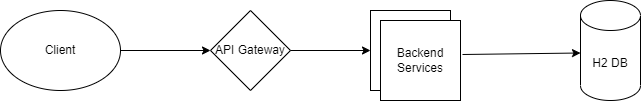 Client
API Gateway
Backend
Services
H2 DB